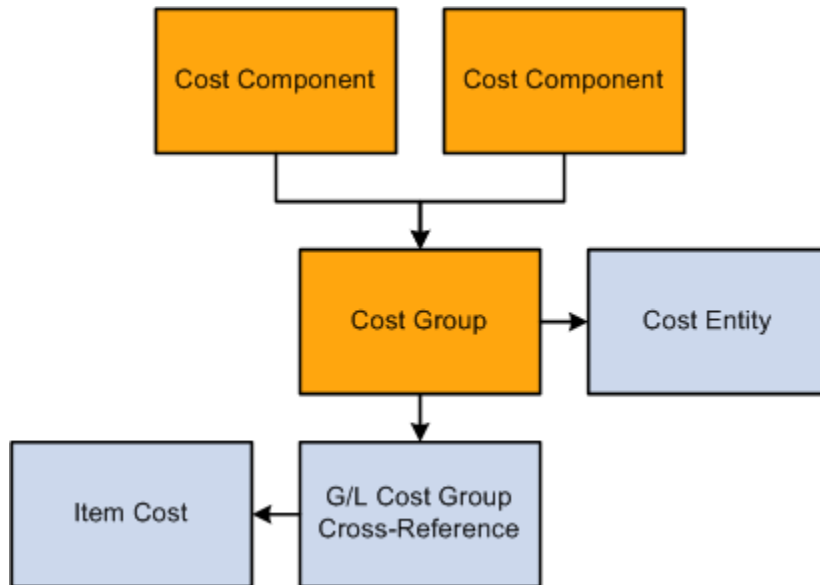 Cost Component
Cost Component
Cost Group
Cost Entity
Item Cost
G/L Cost Group
Cross-Reference